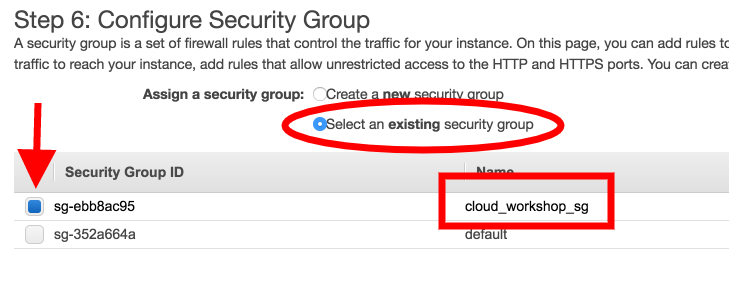 Step 6: Configure Security Group
A security group is a set of firewall rules that control the traffic for your instance. On this page, you can add rules to
traffic to reach your instance, add rules that allow unrestricted access to the HTTP and HTTPS ports. You can crea
Assign a security group: Create a new security group
Select an existing security group
Security Group ID Name
sg-ebb8ac95 cloud_workshop_sg
sg-352a664a default